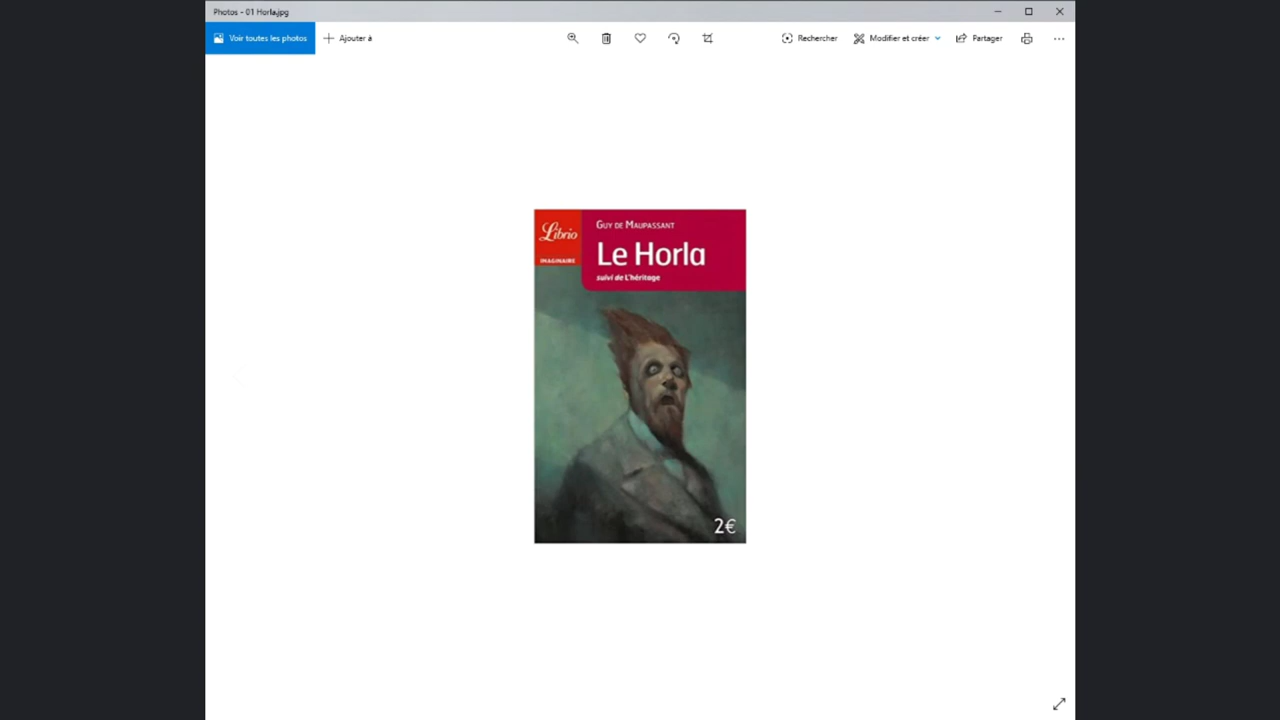 Photos - 01 Horla.jpg
Voir toutes les photos
Ajouter à
Rechercher
Modifier et créer
Partager
Librio
IMAGINAIRE
Guy de Maupassant
Le Horla
suivi de L'héritage
2€